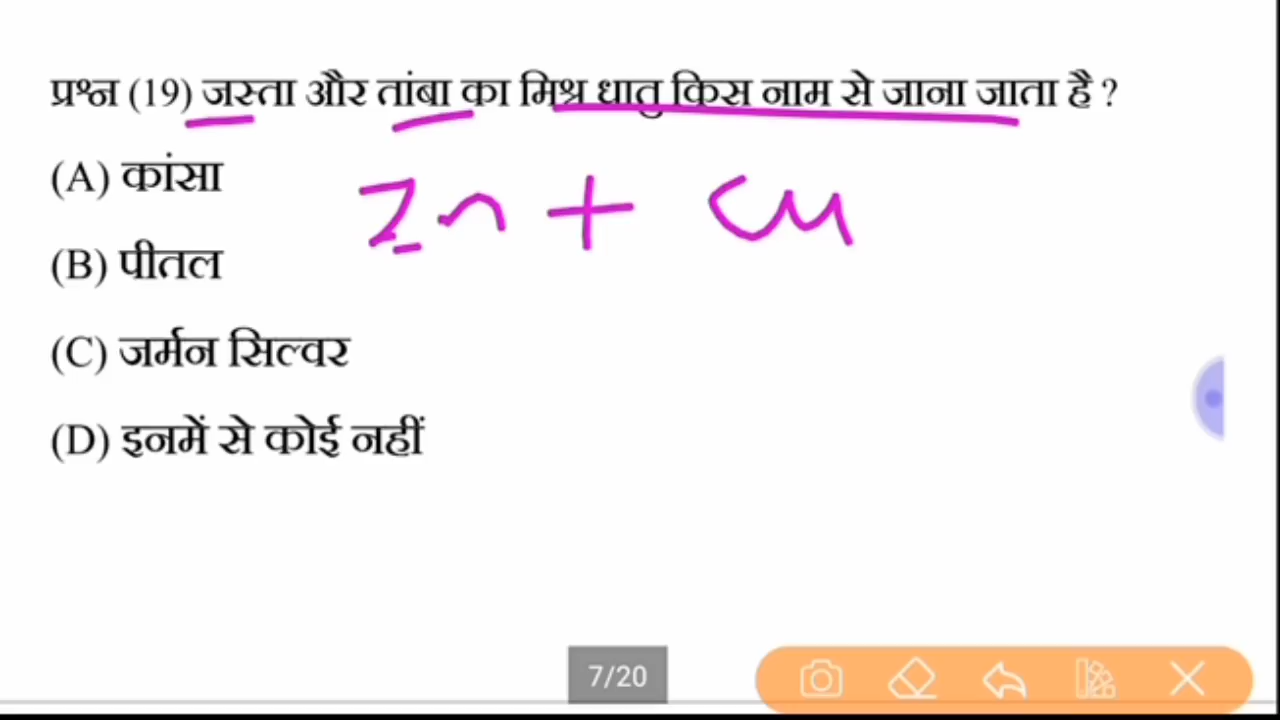 प्रश्न (19) जस्ता और तांबा का मिश्र धातु किस नाम से जाना जाता है ?
(A) कांसा
Zn + Cu
(B) पीतल
(C) जर्मन सिल्वर
(D) इनमें से कोई नहीं
7/20